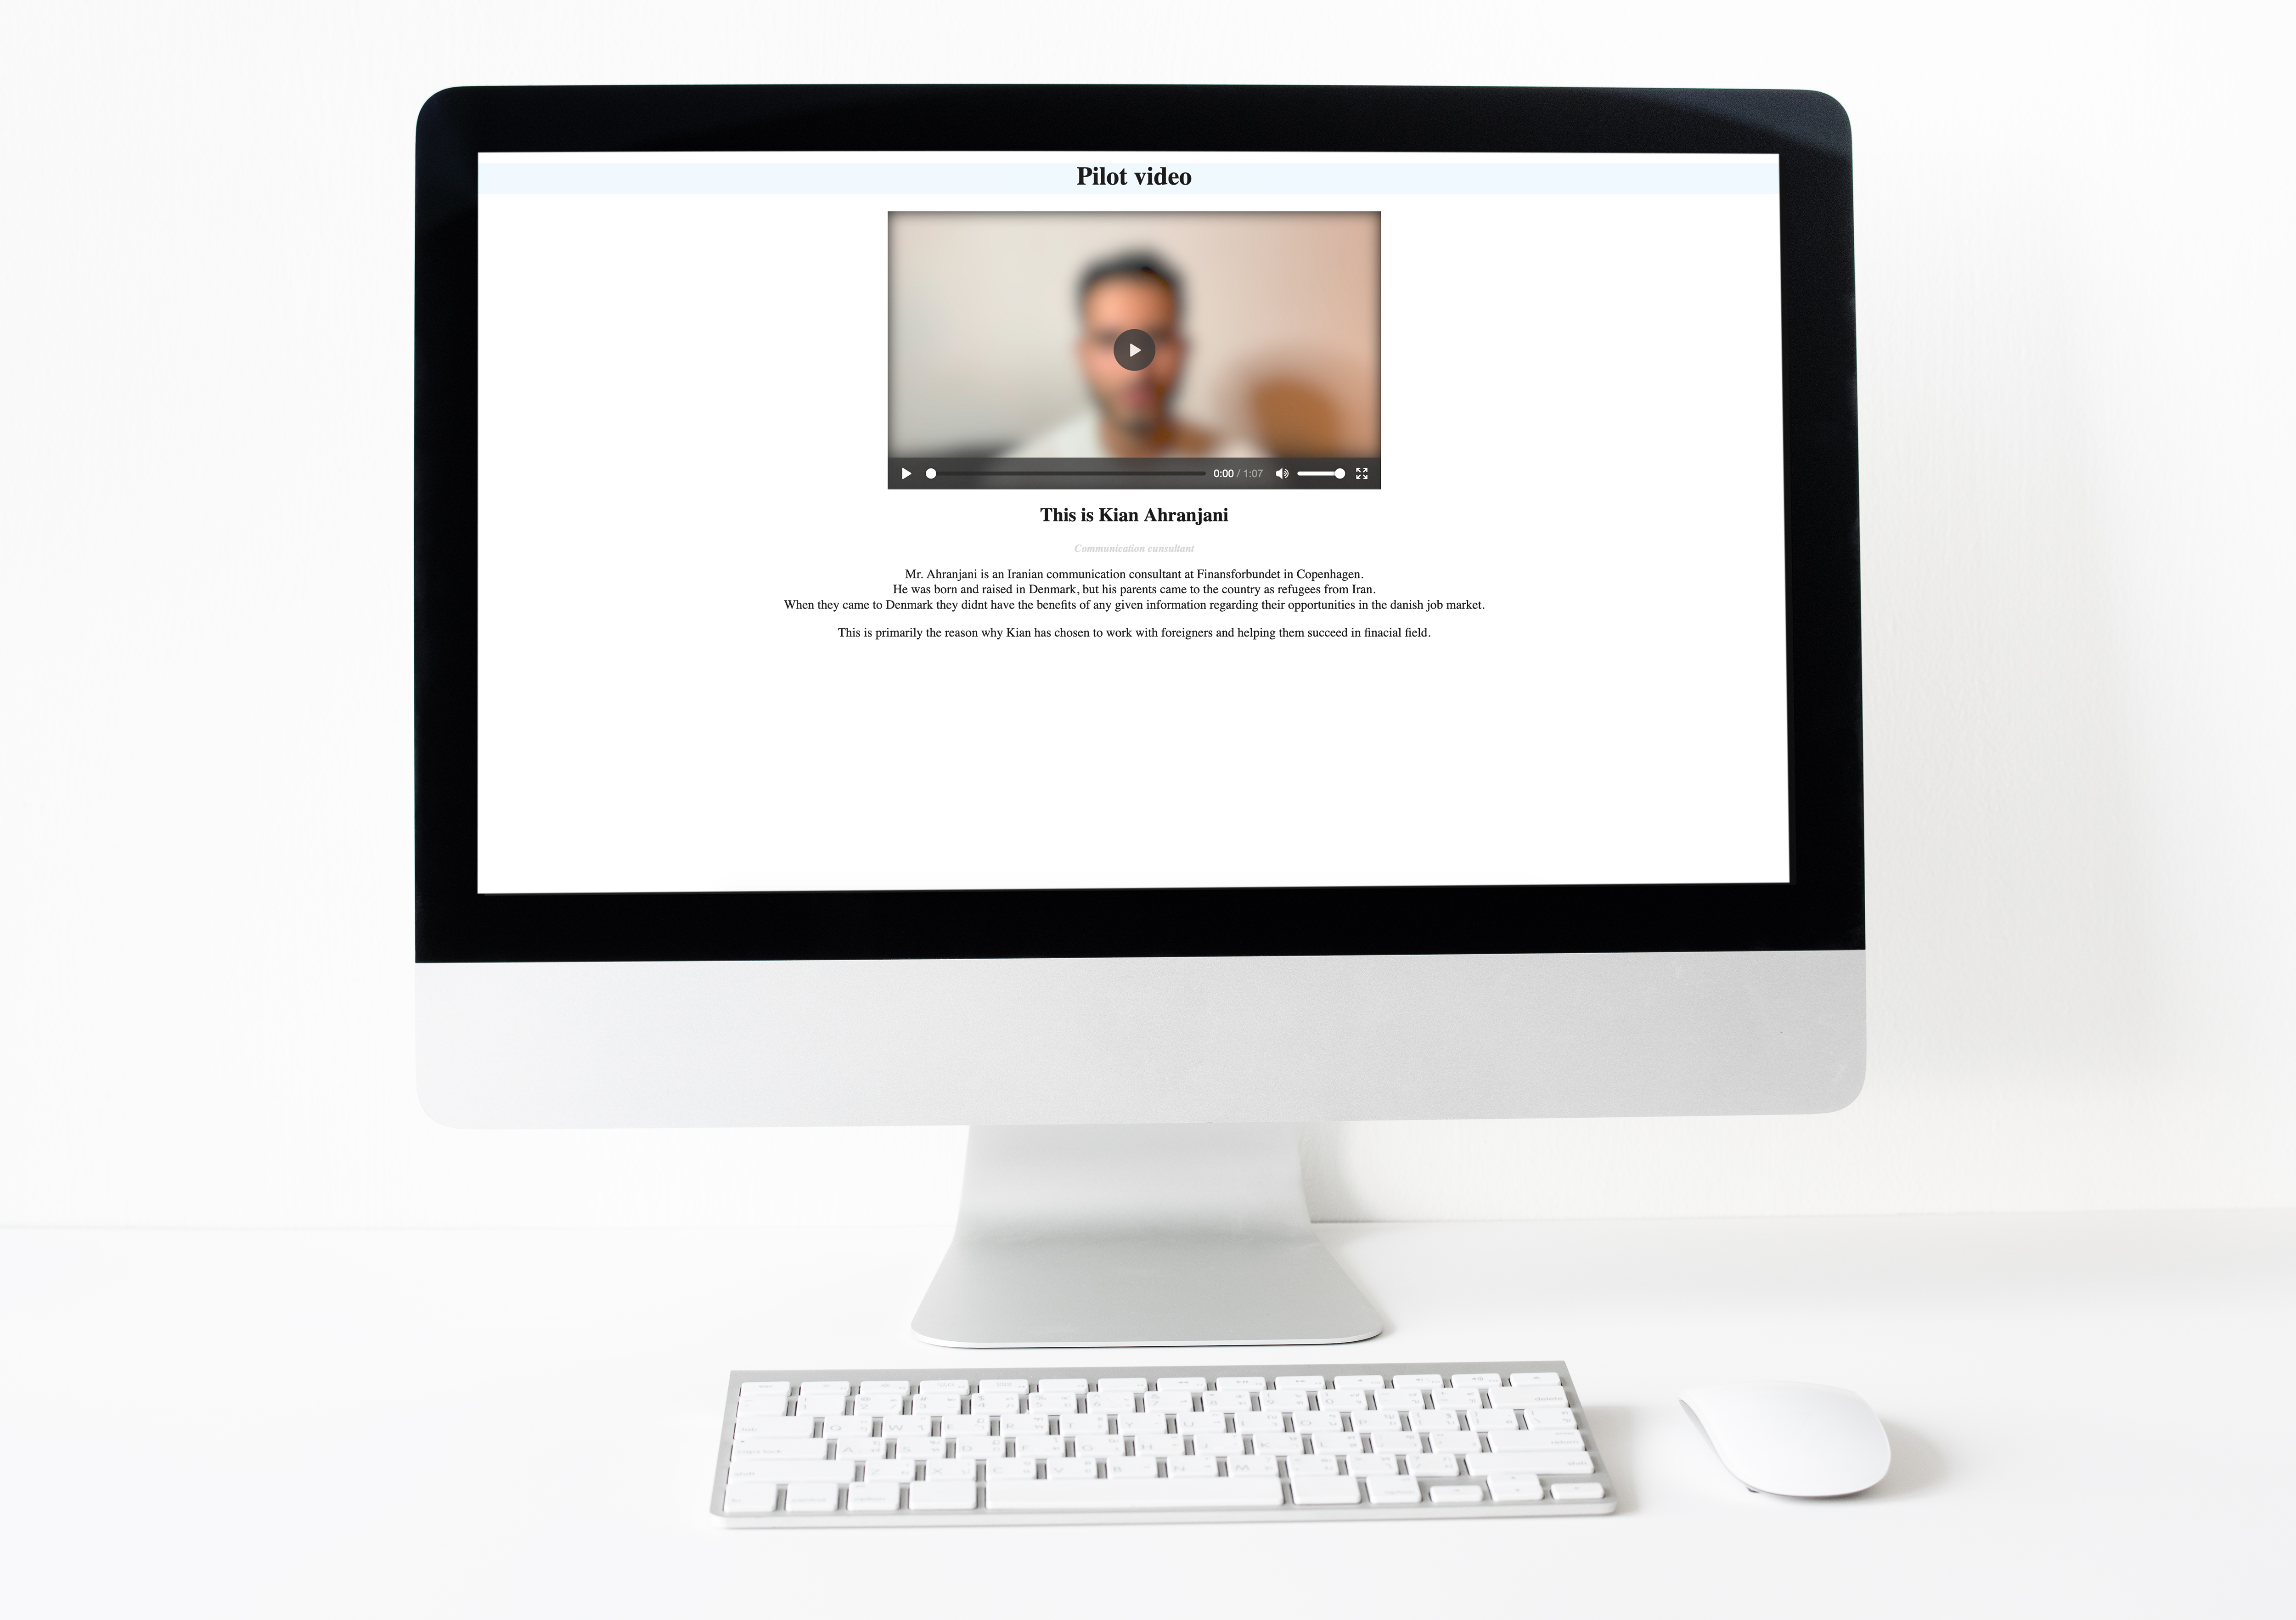 Pilot video
0:00 / 1:07
This is Kian Ahranjani
Communication cunsultant
Mr. Ahranjani is an Iranian communication consultant at Finansforbundet in Copenhagen.
He was born and raised in Denmark, but his parents came to the country as refugees from Iran.
When they came to Denmark they didnt have the benefits of any given information regarding their opportunities in the danish job market.
This is primarily the reason why Kian has chosen to work with foreigners and helping them succeed in finacial field.
delete
Q W E R T Y U I O P
A S D F G H J K L
Z X C V B N M